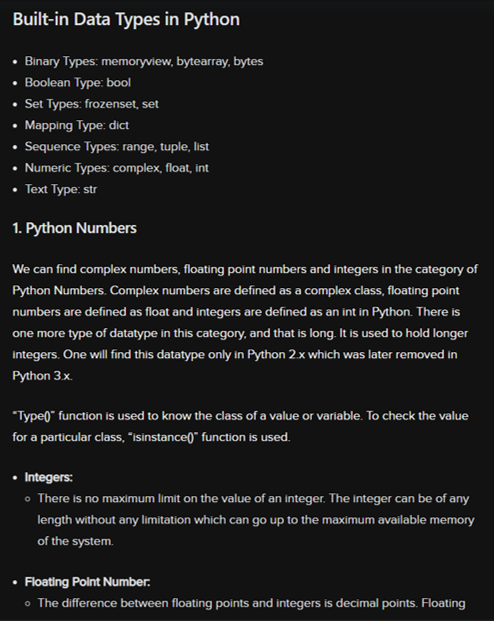 Built-in Data Types in Python
• Binary Types: memoryview, bytearray, bytes
• Boolean Type: bool
• Set Types: frozenset, set
• Mapping Type: dict
• Sequence Types: range, tuple, list
• Numeric Types: complex, float, int
• Text Type: str
1. Python Numbers
We can find complex numbers, floating point numbers and integers in the category of
Python Numbers. Complex numbers are defined as a complex class, floating point
numbers are defined as float and integers are defined as an int in Python. There is
one more type of datatype in this category, and that is long. It is used to hold longer
integers. One will find this datatype only in Python 2.x which was later removed in
Python 3.x.
“Type()” function is used to know the class of a value or variable. To check the value
for a particular class, “isinstance()” function is used.
• Integers:
○ There is no maximum limit on the value of an integer. The integer can be of any
length without any limitation which can go up to the maximum available memory
of the system.
• Floating Point Number:
○ The difference between floating points and integers is decimal points. Floating